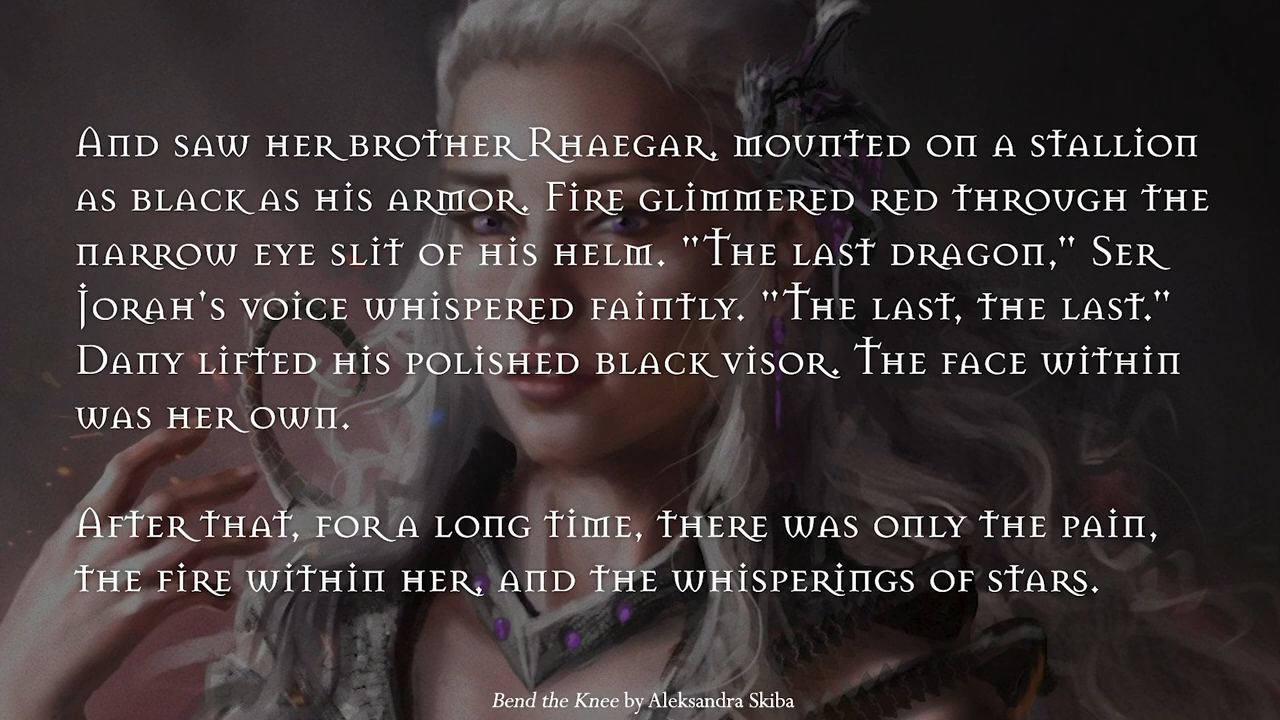 And saw her brother Rhaegar, mounted on a stallion
as black as his armor. Fire glimmered red through the
narrow eye slit of his helm. "The last dragon," Ser
Jorah's voice whispered faintly. "The last, the last."
Dany lifted his polished black visor. The face within
was her own.
After that, for a long time, there was only the pain,
the fire within her, and the whisperings of stars.
Bend the Knee by Aleksandra Skiba